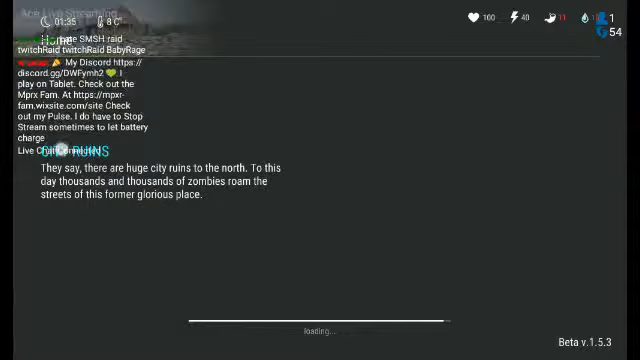 Ace Live Streaming
01:35
8 C°
100
40
11
1
54
Home
SMSH raid
twitchRaid twitchRaid BabyRage
My Discord https://
discord.gg/DWFymh2 I
play on Tablet. Check out the
Mprx Fam. At https://mpxr-
fam.wixsite.com/site Check
out my Pulse. I do have to Stop
Stream sometimes to let battery
charge
Live Chat Connected
CITY RUINS
They say, there are huge city ruins to the north. To this
day thousands and thousands of zombies roam the
streets of this former glorious place.
loading...
Beta v.1.5.3